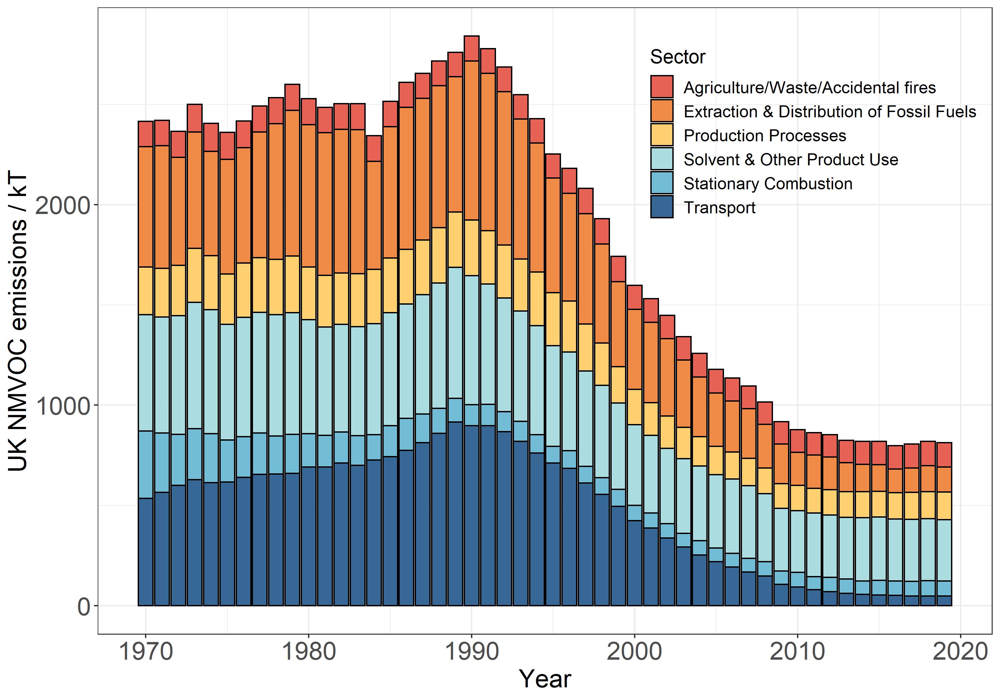 UK NMVOC emissions / kT
2000
1000
0
Sector
Agriculture/Waste/Accidental fires
Extraction & Distribution of Fossil Fuels
Production Processes
Solvent & Other Product Use
Stationary Combustion
Transport
1970 1980 1990 2000 2010 2020
Year